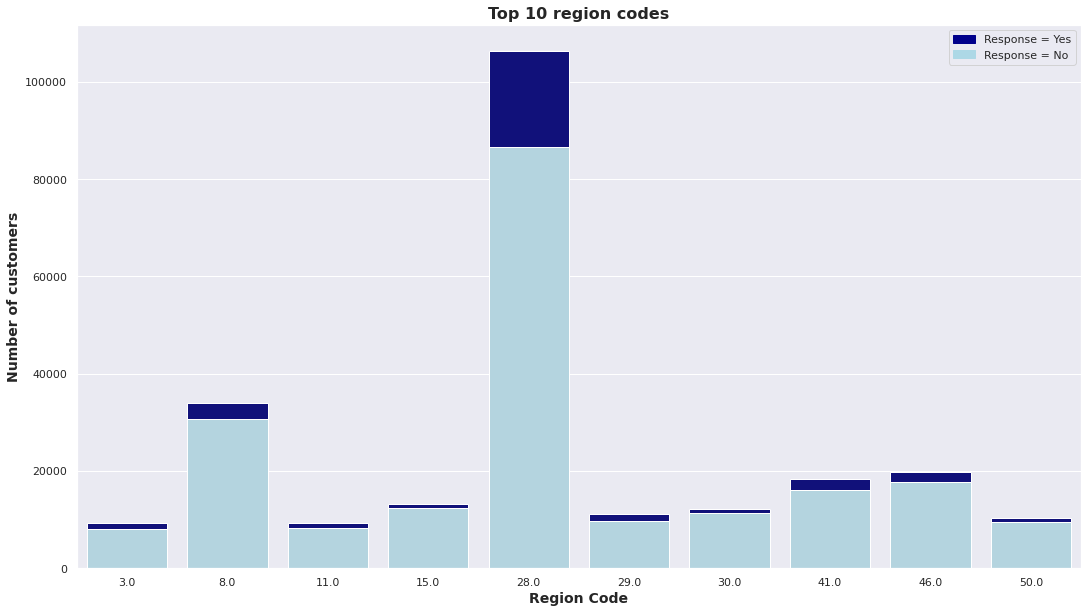 Top 10 region codes
Response = Yes
Response = No
Number of customers
100000
80000
60000
40000
20000
0
3.0 8.0 11.0 15.0 28.0 29.0 30.0 41.0 46.0 50.0
Region Code